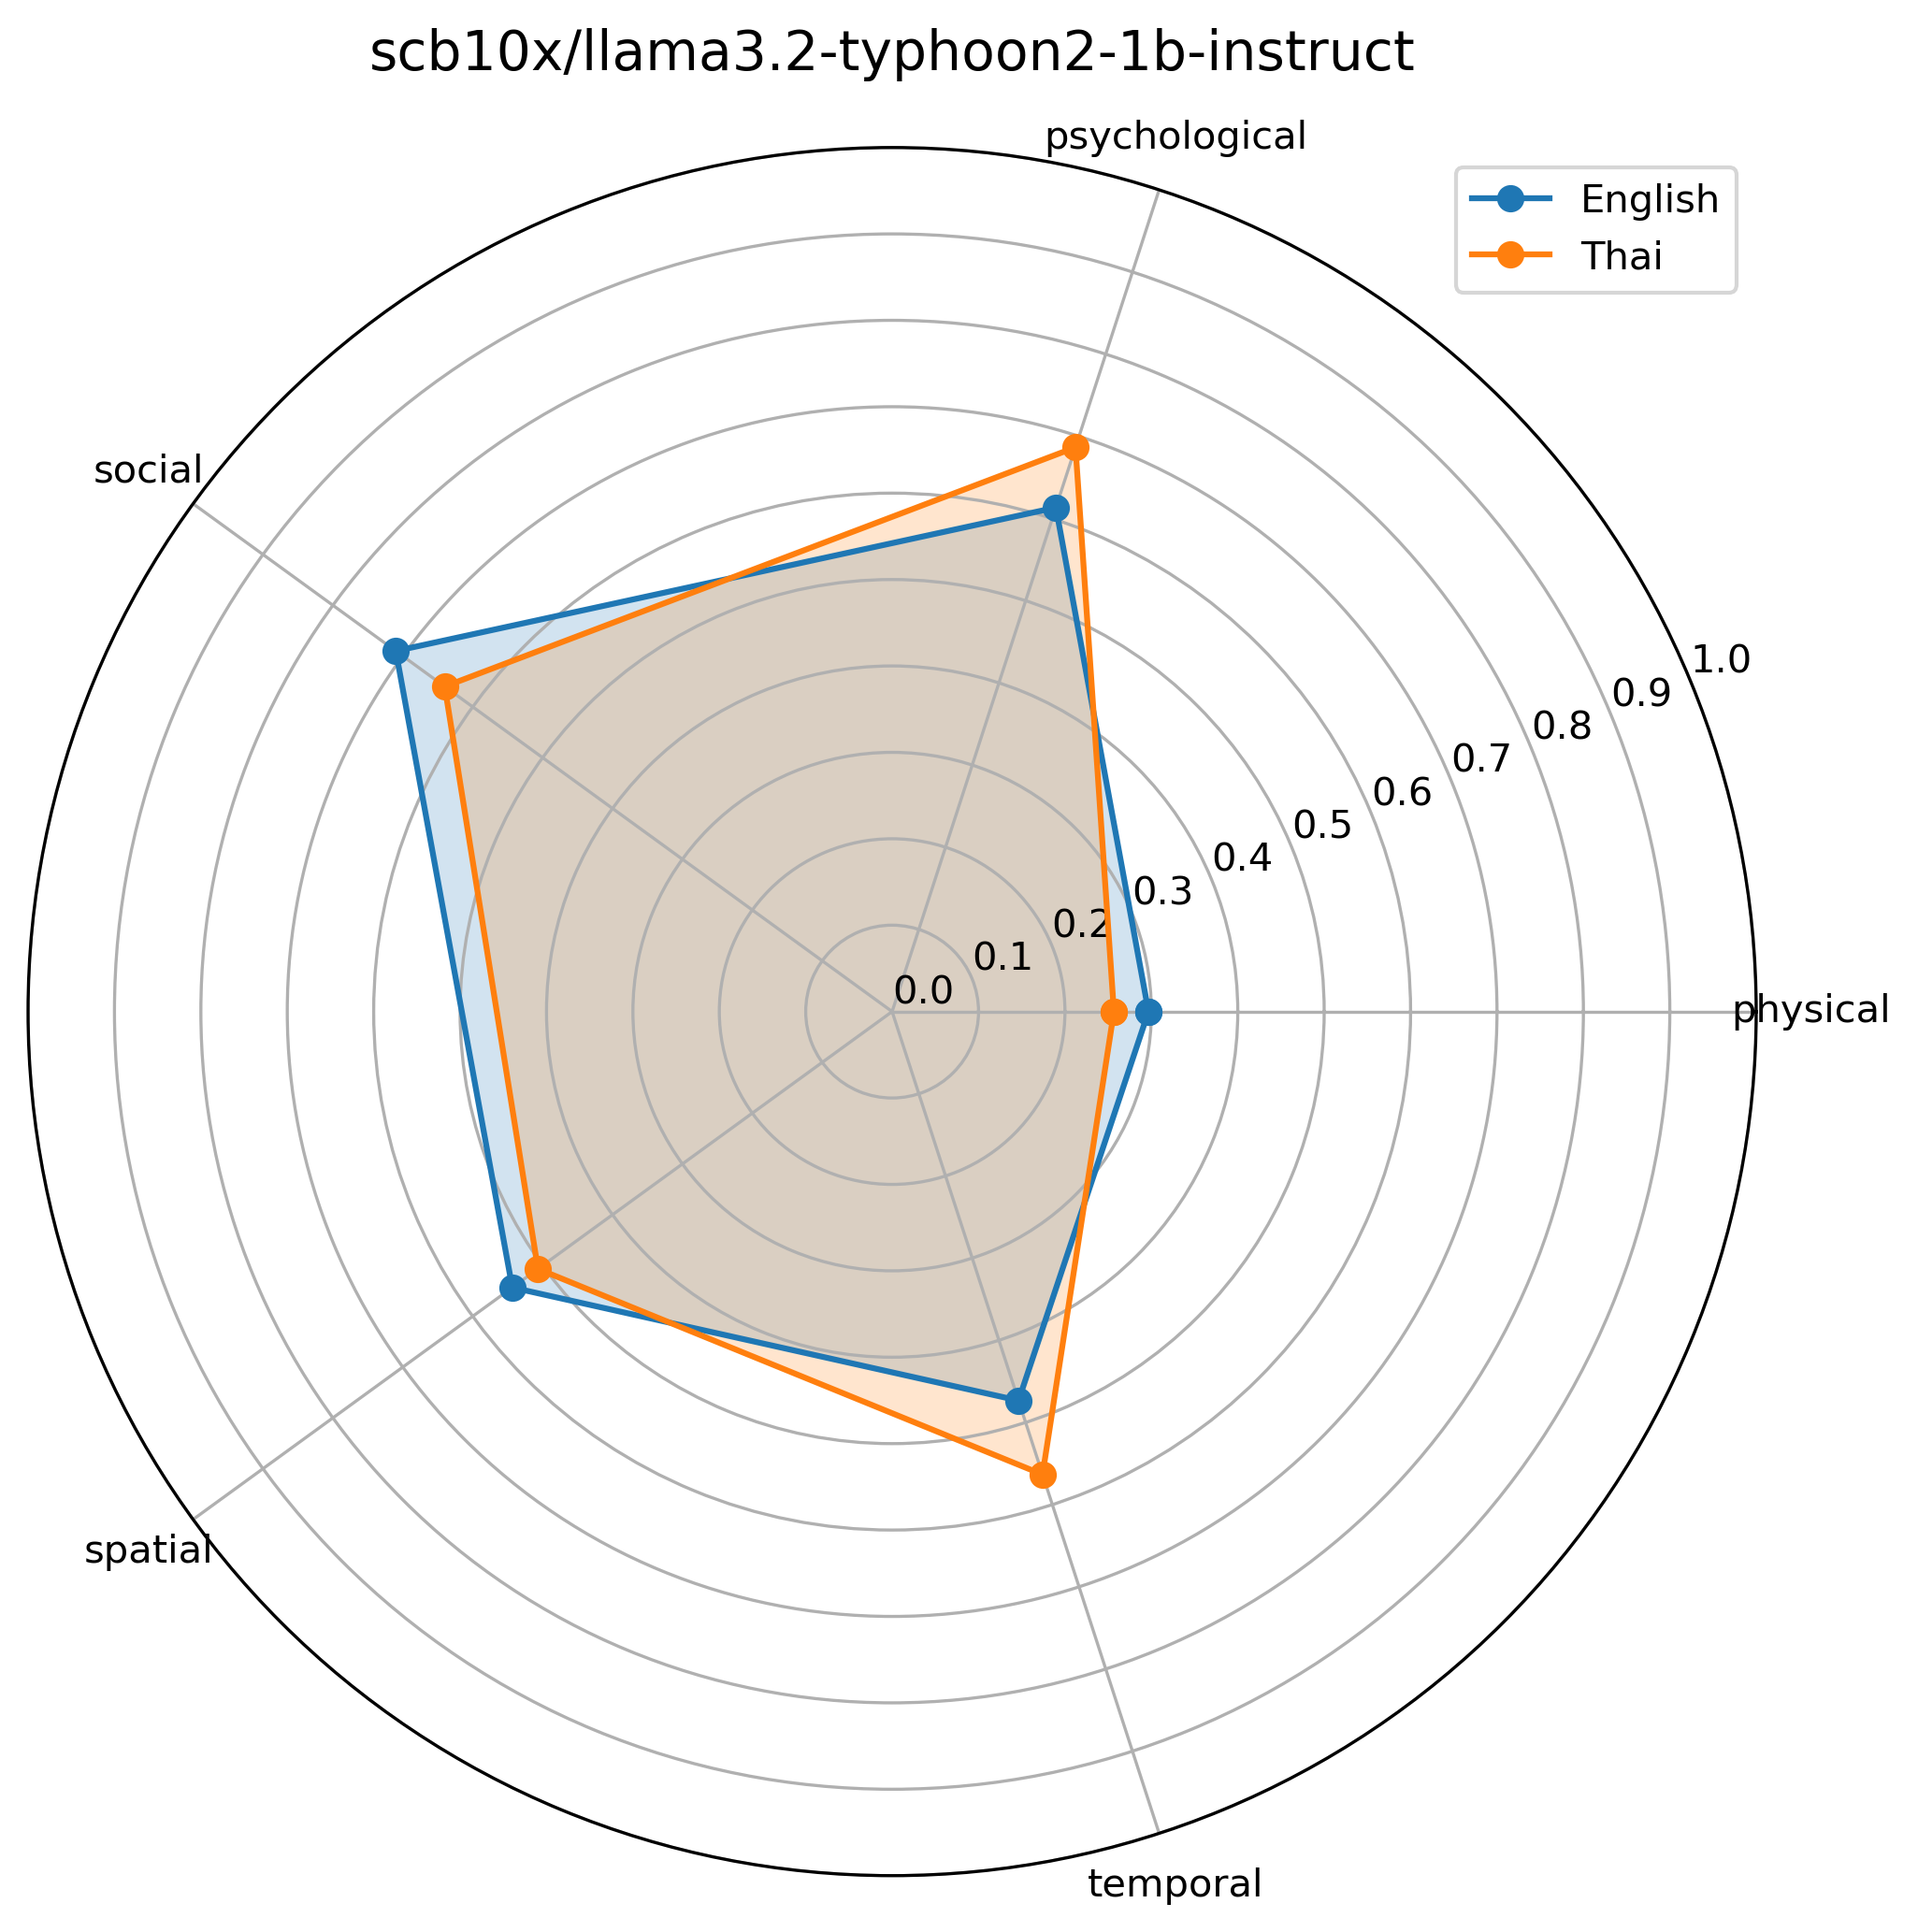 scb10x/llama3.2-typhoon2-1b-instruct
psychological
English
Thai
social
1.0
0.9
0.8
0.7
0.6
0.5
0.4
0.3
0.2
0.1
0.0
physical
spatial
temporal